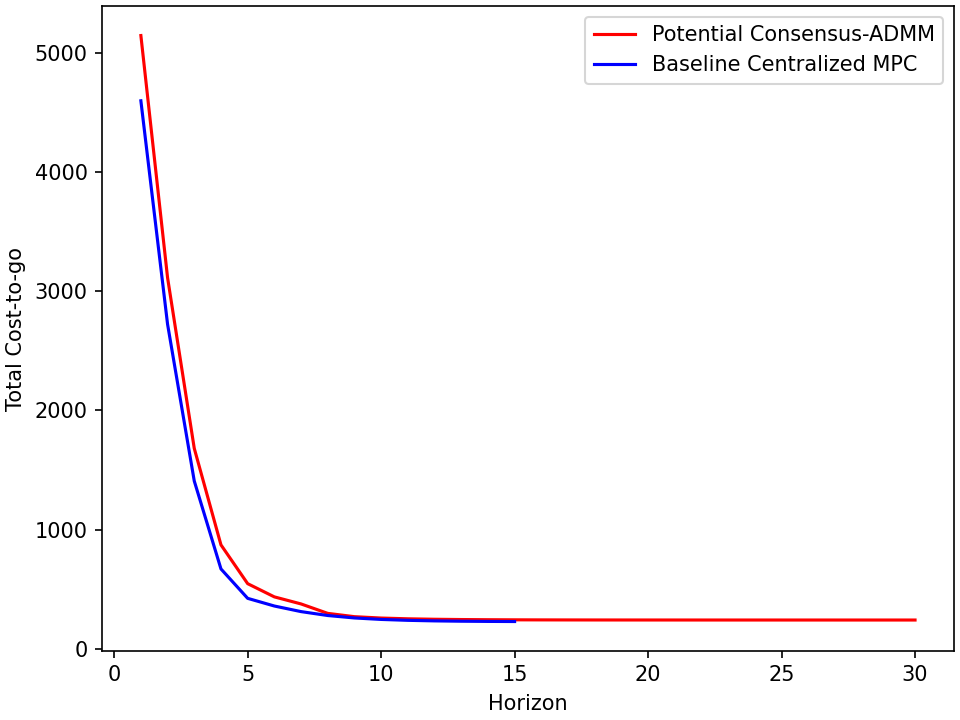 Potential Consensus-ADMM
Baseline Centralized MPC
Total Cost-to-go
5000
4000
3000
2000
1000
0
0 5 10 15 20 25 30
Horizon